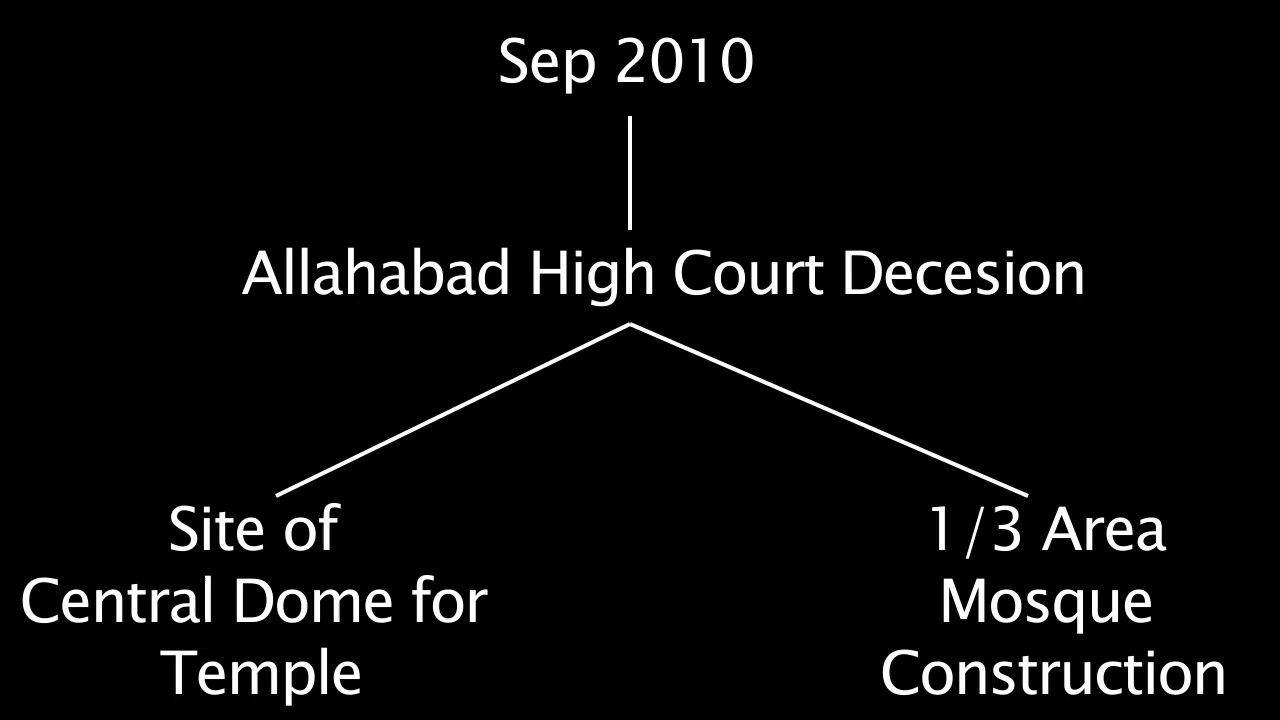 Sep 2010
Allahabad High Court Decesion
Site of
Central Dome for
Temple
1/3 Area
Mosque
Construction